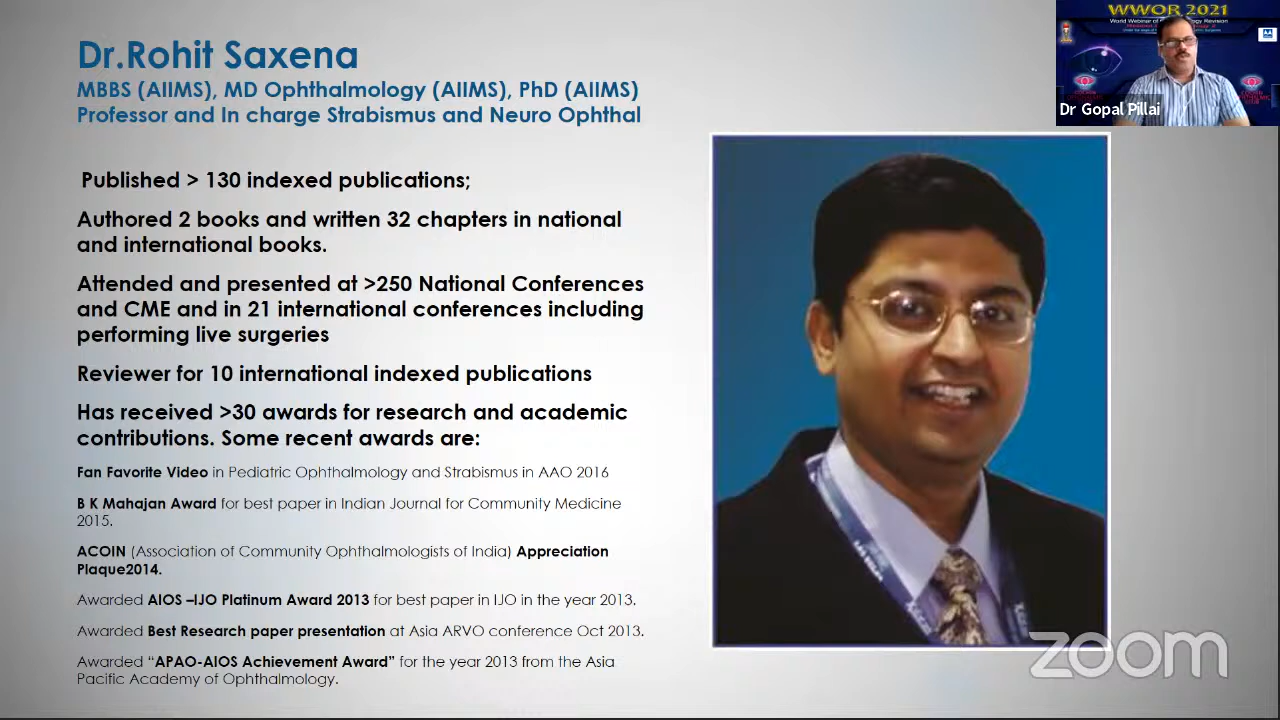 Dr.Rohit Saxena
MBBS (AIIMS), MD Ophthalmology (AIIMS), PhD (AIIMS)
Professor and In charge Strabismus and Neuro Ophthal
Published > 130 indexed publications;
Authored 2 books and written 32 chapters in national
and international books.
Attended and presented at >250 National Conferences
and CME and in 21 international conferences including
performing live surgeries
Reviewer for 10 international indexed publications
Has received >30 awards for research and academic
contributions. Some recent awards are:
Fan Favorite Video in Pediatric Ophthalmology and Strabismus in AAO 2016
B K Mahajan Award for best paper in Indian Journal for Community Medicine
2015.
ACOIN (Association of Community Ophthalmologists of India) Appreciation
Plaque2014.
Awarded AIOS –IJO Platinum Award 2013 for best paper in IJO in the year 2013.
Awarded Best Research paper presentation at Asia ARVO conference Oct 2013.
Awarded “APAO-AIOS Achievement Award” for the year 2013 from the Asia
Pacific Academy of Ophthalmology.
WWOR 2021
World Webinar of Revision
Dr Gopal Pillai
zoom